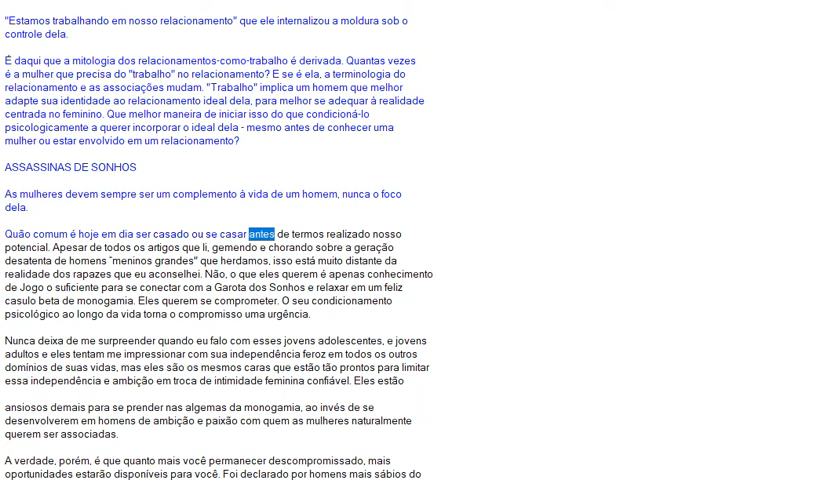 "Estamos trabalhando em nosso relacionamento" que ele internalizou a moldura sob o
controle dela.
É daqui que a mitologia dos relacionamentos-como-trabalho é derivada. Quantas vezes
é a mulher que precisa do "trabalho" no relacionamento? E se é ela, a terminologia do
relacionamento e as associações mudam. "Trabalho" implica um homem que melhor
adapte sua identidade ao relacionamento ideal dela, para melhor se adequar à realidade
centrada no feminino. Que melhor maneira de iniciar isso do que condicioná-lo
psicologicamente a querer incorporar o ideal dela - mesmo antes de conhecer uma
mulher ou estar envolvido em um relacionamento?
ASSASSINAS DE SONHOS
As mulheres devem sempre ser um complemento à vida de um homem, nunca o foco
dela.
Quão comum é hoje em dia ser casado ou se casar antes de termos realizado nosso
potencial. Apesar de todos os artigos que li, gemendo e chorando sobre a geração
desatenta de homens "meninos grandes" que herdamos, isso está muito distante da
realidade dos rapazes que eu aconselhei. Não, o que eles querem é apenas conhecimento
de Jogo o suficiente para se conectar com a Garota dos Sonhos e relaxar em um feliz
casulo beta de monogamia. Eles querem se comprometer. O seu condicionamento
psicológico ao longo da vida torna o compromisso uma urgência.
Nunca deixa de me surpreender quando eu falo com esses jovens adolescentes, e jovens
adultos e eles tentam me impressionar com sua independência feroz em todos os outros
domínios de suas vidas, mas eles são os mesmos caras que estão tão prontos para limitar
essa independência e ambição em troca de intimidade feminina confiável. Eles estão
ansiosos demais para se prender nas algemas da monogamia, ao invés de se
desenvolverem em homens de ambição e paixão com quem as mulheres naturalmente
querem ser associadas.
A verdade, porém, é que quanto mais você permanecer descompromissado, mais
oportunidades estarão disponíveis para você. Foi declarado por homens mais sábios do